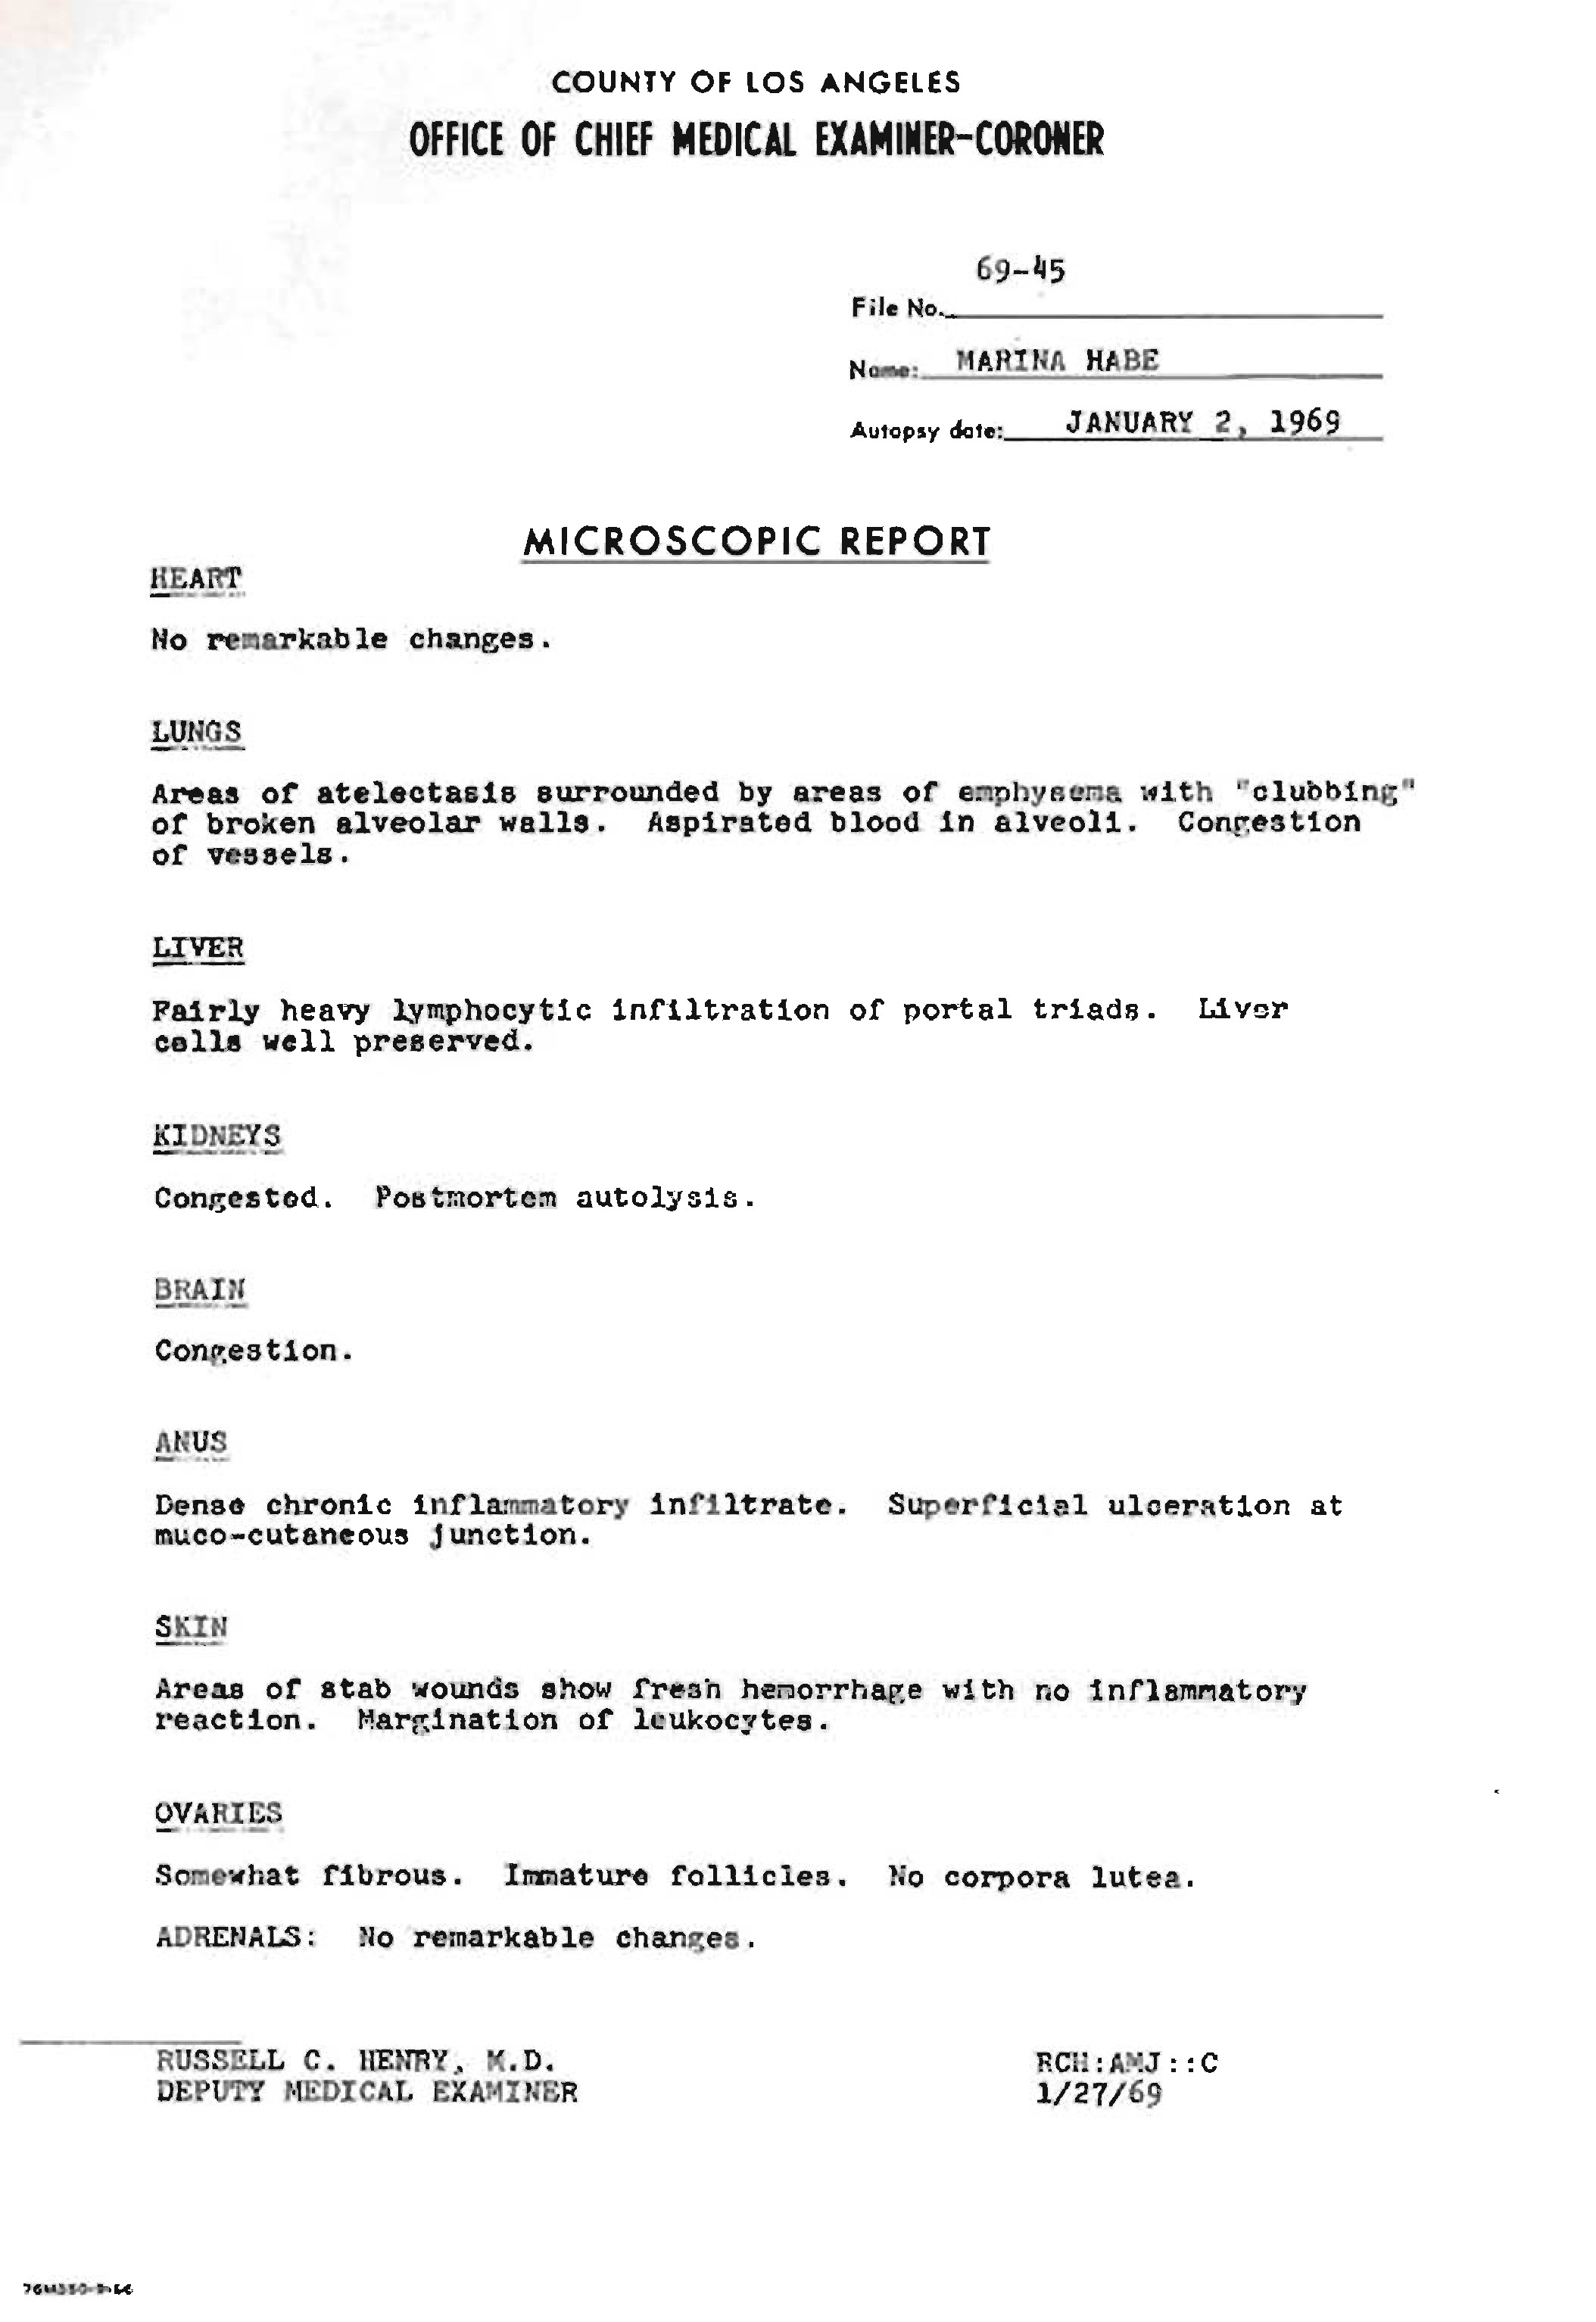 COUNTY OF LOS ANGELES
OFFICE OF CHIEF MEDICAL EXAMINER-CORONER
69-45
File No.
Name: MARINA HABE
Autopsy date: JANUARY 2, 1969
MICROSCOPIC REPORT
HEART
No remarkable changes.
LUNGS
Areas of atelectasis surrounded by areas of emphysema with "clubbing"
of broken alveolar walls. Aspirated blood in alveoli. Congestion
of vessels.
LIVER
Fairly heavy lymphocytic infiltration of portal triads. Liver
cells well preserved.
KIDNEYS
Congested. Postmortem autolysis.
BRAIN
Congestion.
ANUS
Dense chronic inflammatory infiltrate. Superficial ulceration at
muco-cutaneous junction.
SKIN
Areas of stab wounds show fresh hemorrhage with no inflammatory
reaction. Margination of leukocytes.
OVARIES
Somewhat fibrous. Immature follicles. No corpora lutea.
ADRENALS: No remarkable changes.
RUSSELL C. HENRY, M.D.
DEPUTY MEDICAL EXAMINER
RCH:AMJ::C
1/27/69